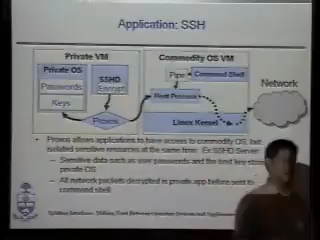 Application: SSH
Private VM
Commodity OS VM
Private OS
Passwords
Keys
SSHD
Encrypt
Proxos
Pipe
Command Shell
Host Process
Linux Kernel
Network
Proxos allows applications to have access to commodity OS, but
isolated sensitive resources at the same time. Ex SSHD Server:
Sensitive data such as user passwords and the host key
private OS
All network packets decrypted in private app before sent to
command shell